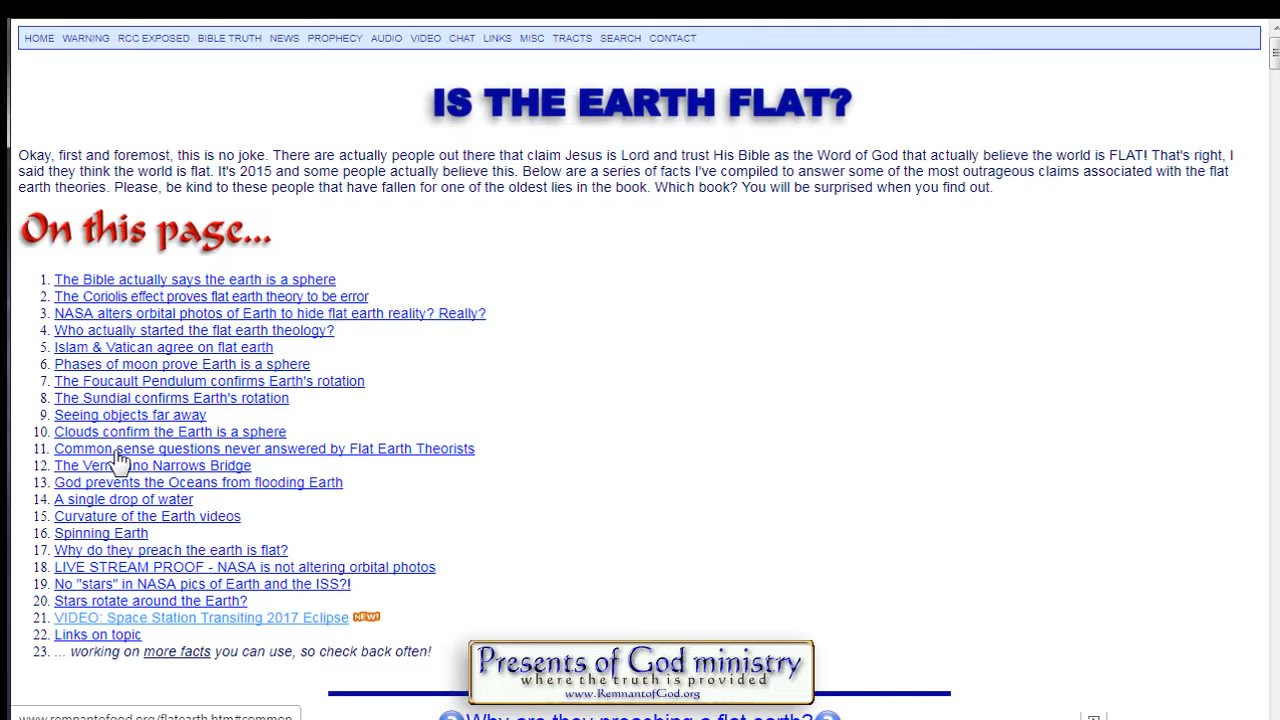 HOME WARNING RCC EXPOSED BIBLE TRUTH NEWS PROPHECY AUDIO VIDEO CHAT LINKS MISC TRACTS SEARCH CONTACT
IS THE EARTH FLAT?
Okay, first and foremost, this is no joke. There are actually people out there that claim Jesus is Lord and trust His Bible as the Word of God that actually believe the world is FLAT! That's right, I
said they think the world is flat. It's 2015 and some people actually believe this. Below are a series of facts I've compiled to answer some of the most outrageous claims associated with the flat
earth theories. Please, be kind to these people that have fallen for one of the oldest lies in the book. Which book? You will be surprised when you find out.
On this page...
1. The Bible actually says the earth is a sphere
2. The Coriolis effect proves flat earth theory to be error
3. NASA alters orbital photos of Earth to hide flat earth reality? Really?
4. Who actually started the flat earth theology?
5. Islam & Vatican agree on flat earth
6. Phases of moon prove Earth is a sphere
7. The Foucault Pendulum confirms Earth's rotation
8. The Sundial confirms Earth's rotation
9. Seeing objects far away
10. Clouds confirm the Earth is a sphere
11. Common sense questions never answered by Flat Earth Theorists
12. The Ver no Narrows Bridge
13. God prevents the Oceans from flooding Earth
14. A single drop of water
15. Curvature of the Earth videos
16. Spinning Earth
17. Why do they preach the earth is flat?
18. LIVE STREAM PROOF - NASA is not altering orbital photos
19. No "stars" in NASA pics of Earth and the ISS?!
20. Stars rotate around the Earth?
21. VIDEO: Space Station Transiting 2017 Eclipse NEW!
22. Links on topic
23. ... working on more facts you can use, so check back often!
Presents of God ministry
where the truth is provided
www.RemnantofGod.org
Why are they preaching a flat earth?
www.remnantofgod.org/flatearth.htm#common